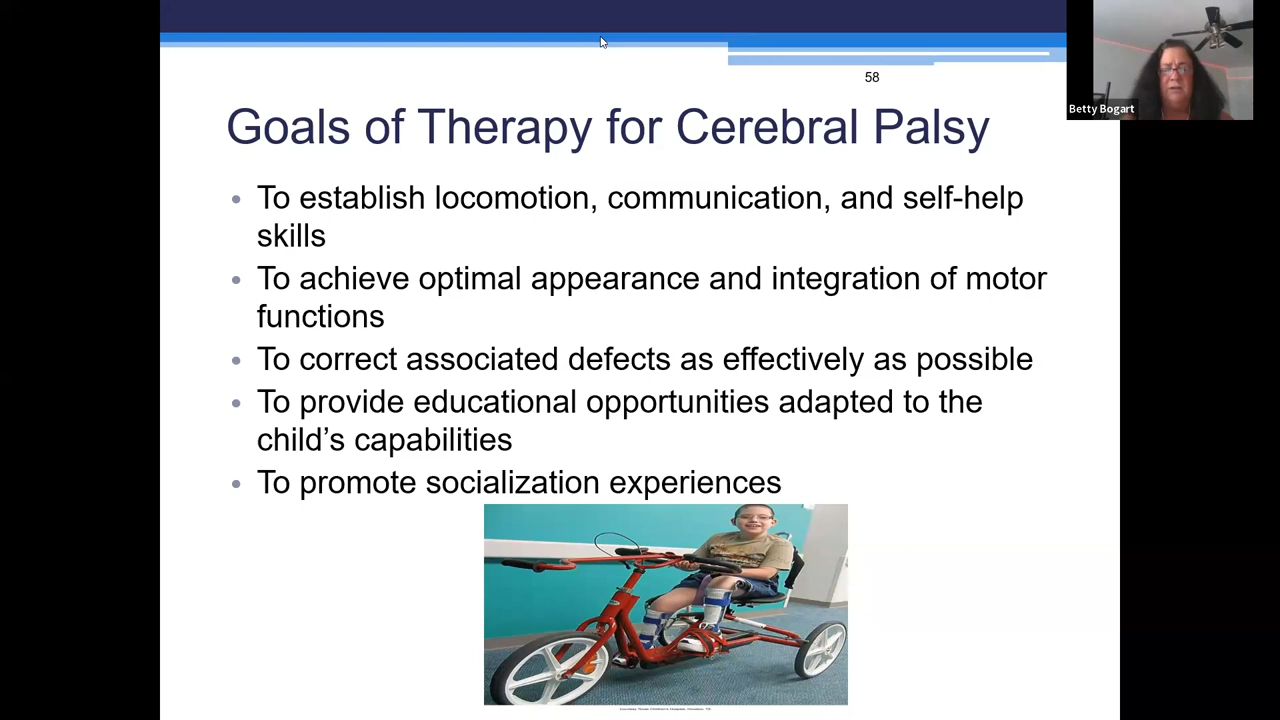 58
Betty Bogart
Goals of Therapy for Cerebral Palsy
• To establish locomotion, communication, and self-help
skills
• To achieve optimal appearance and integration of motor
functions
• To correct associated defects as effectively as possible
• To provide educational opportunities adapted to the
child’s capabilities
• To promote socialization experiences